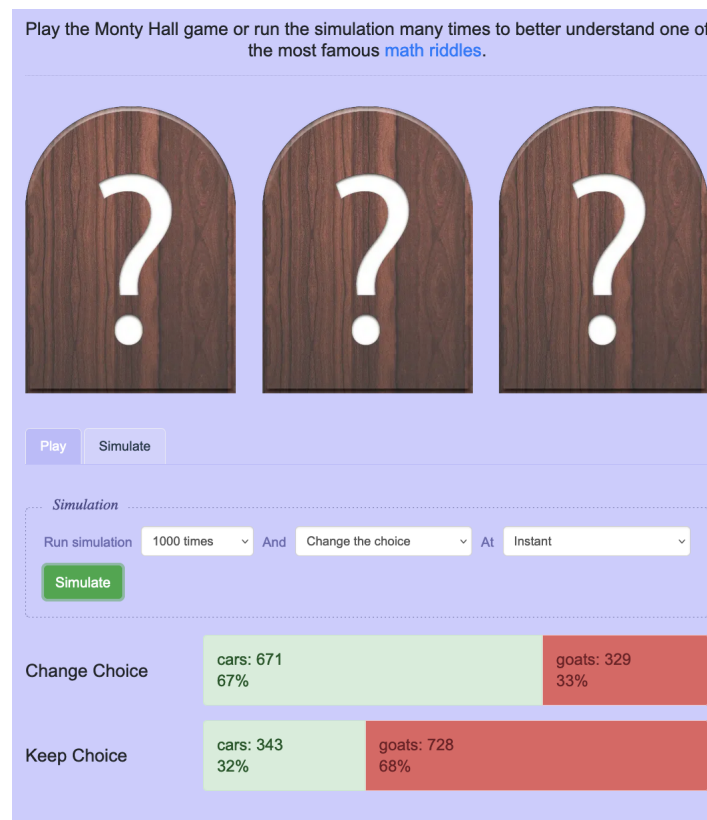 Play the Monty Hall game or run the simulation many times to better understand one of
the most famous math riddles.
? ? ?
Play Simulate
Simulation
Run simulation 1000 times And Change the choice At Instant
Simulate
Change Choice
cars: 671 goats: 329
67% 33%
Keep Choice
cars: 343 goats: 728
32% 68%